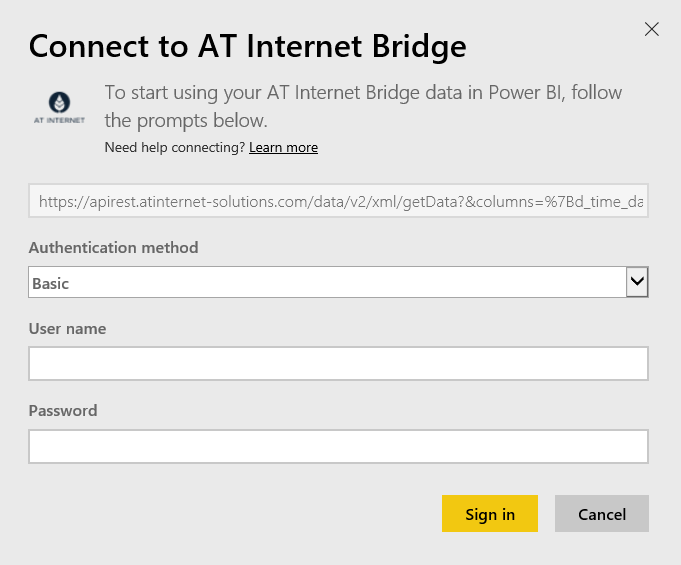 Connect to AT Internet Bridge
AT INTERNET
To start using your AT Internet Bridge data in Power BI, follow
the prompts below.
Need help connecting? Learn more
https://apirest.atinternet-solutions.com/data/v2/xml/getData?&columns=%7Bd_time_da
Authentication method
Basic
User name
Password
Sign in
Cancel